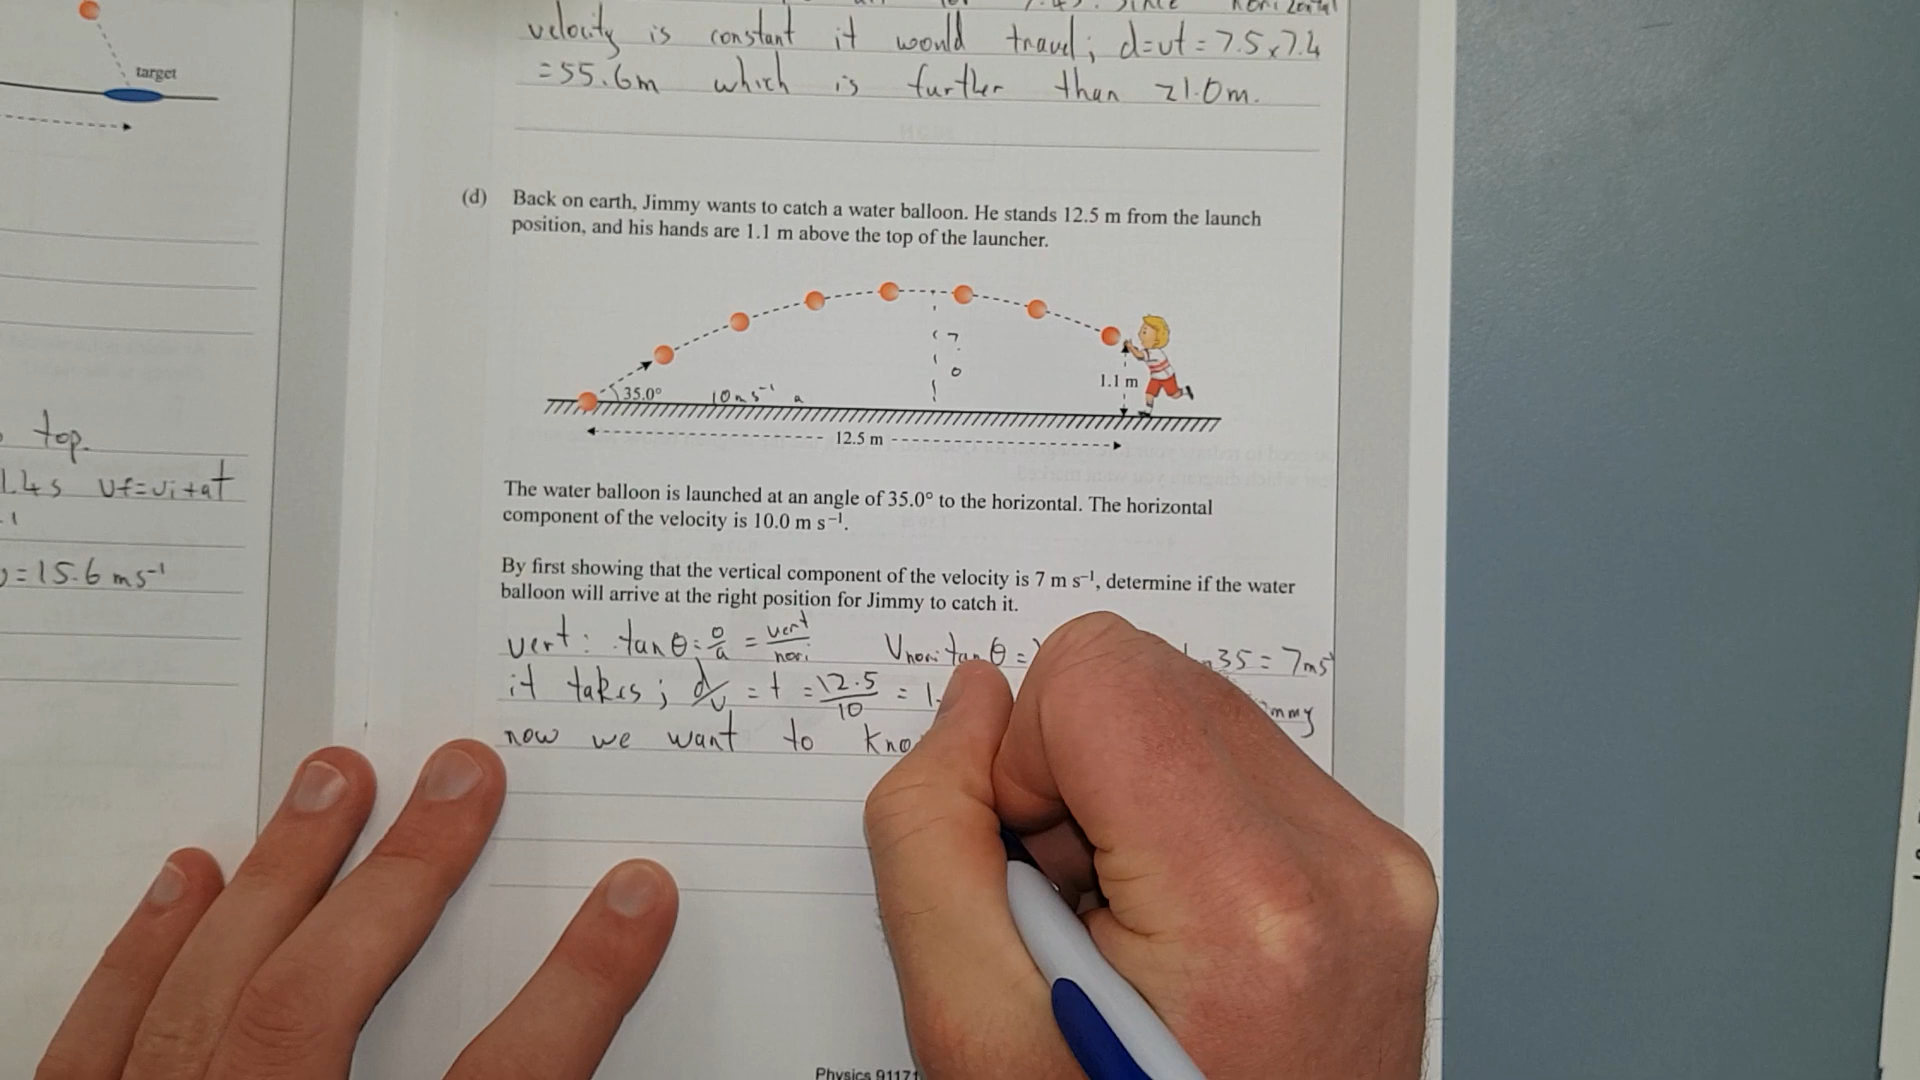 velocity is constant it would travel; d=vt = 7.5x7.4
=55.6m which is further than 21.0m.
target
(d) Back on earth, Jimmy wants to catch a water balloon. He stands 12.5 m from the launch
position, and his hands are 1.1 m above the top of the launcher.
?
1.1 m
35.0°
10ms⁻¹
12.5 m
top.
1.4s vf=vi+at
The water balloon is launched at an angle of 35.0° to the horizontal. The horizontal
component of the velocity is 10.0 m s⁻¹.
=15.6ms⁻¹
By first showing that the vertical component of the velocity is 7 m s⁻¹, determine if the water
balloon will arrive at the right position for Jimmy to catch it.
vert: tanθ=o/a = vert/hori Vhori tanθ = 35 = 7ms
it takes; d/v = t = 12.5/10 = 1.
now we want to
Physics 91171